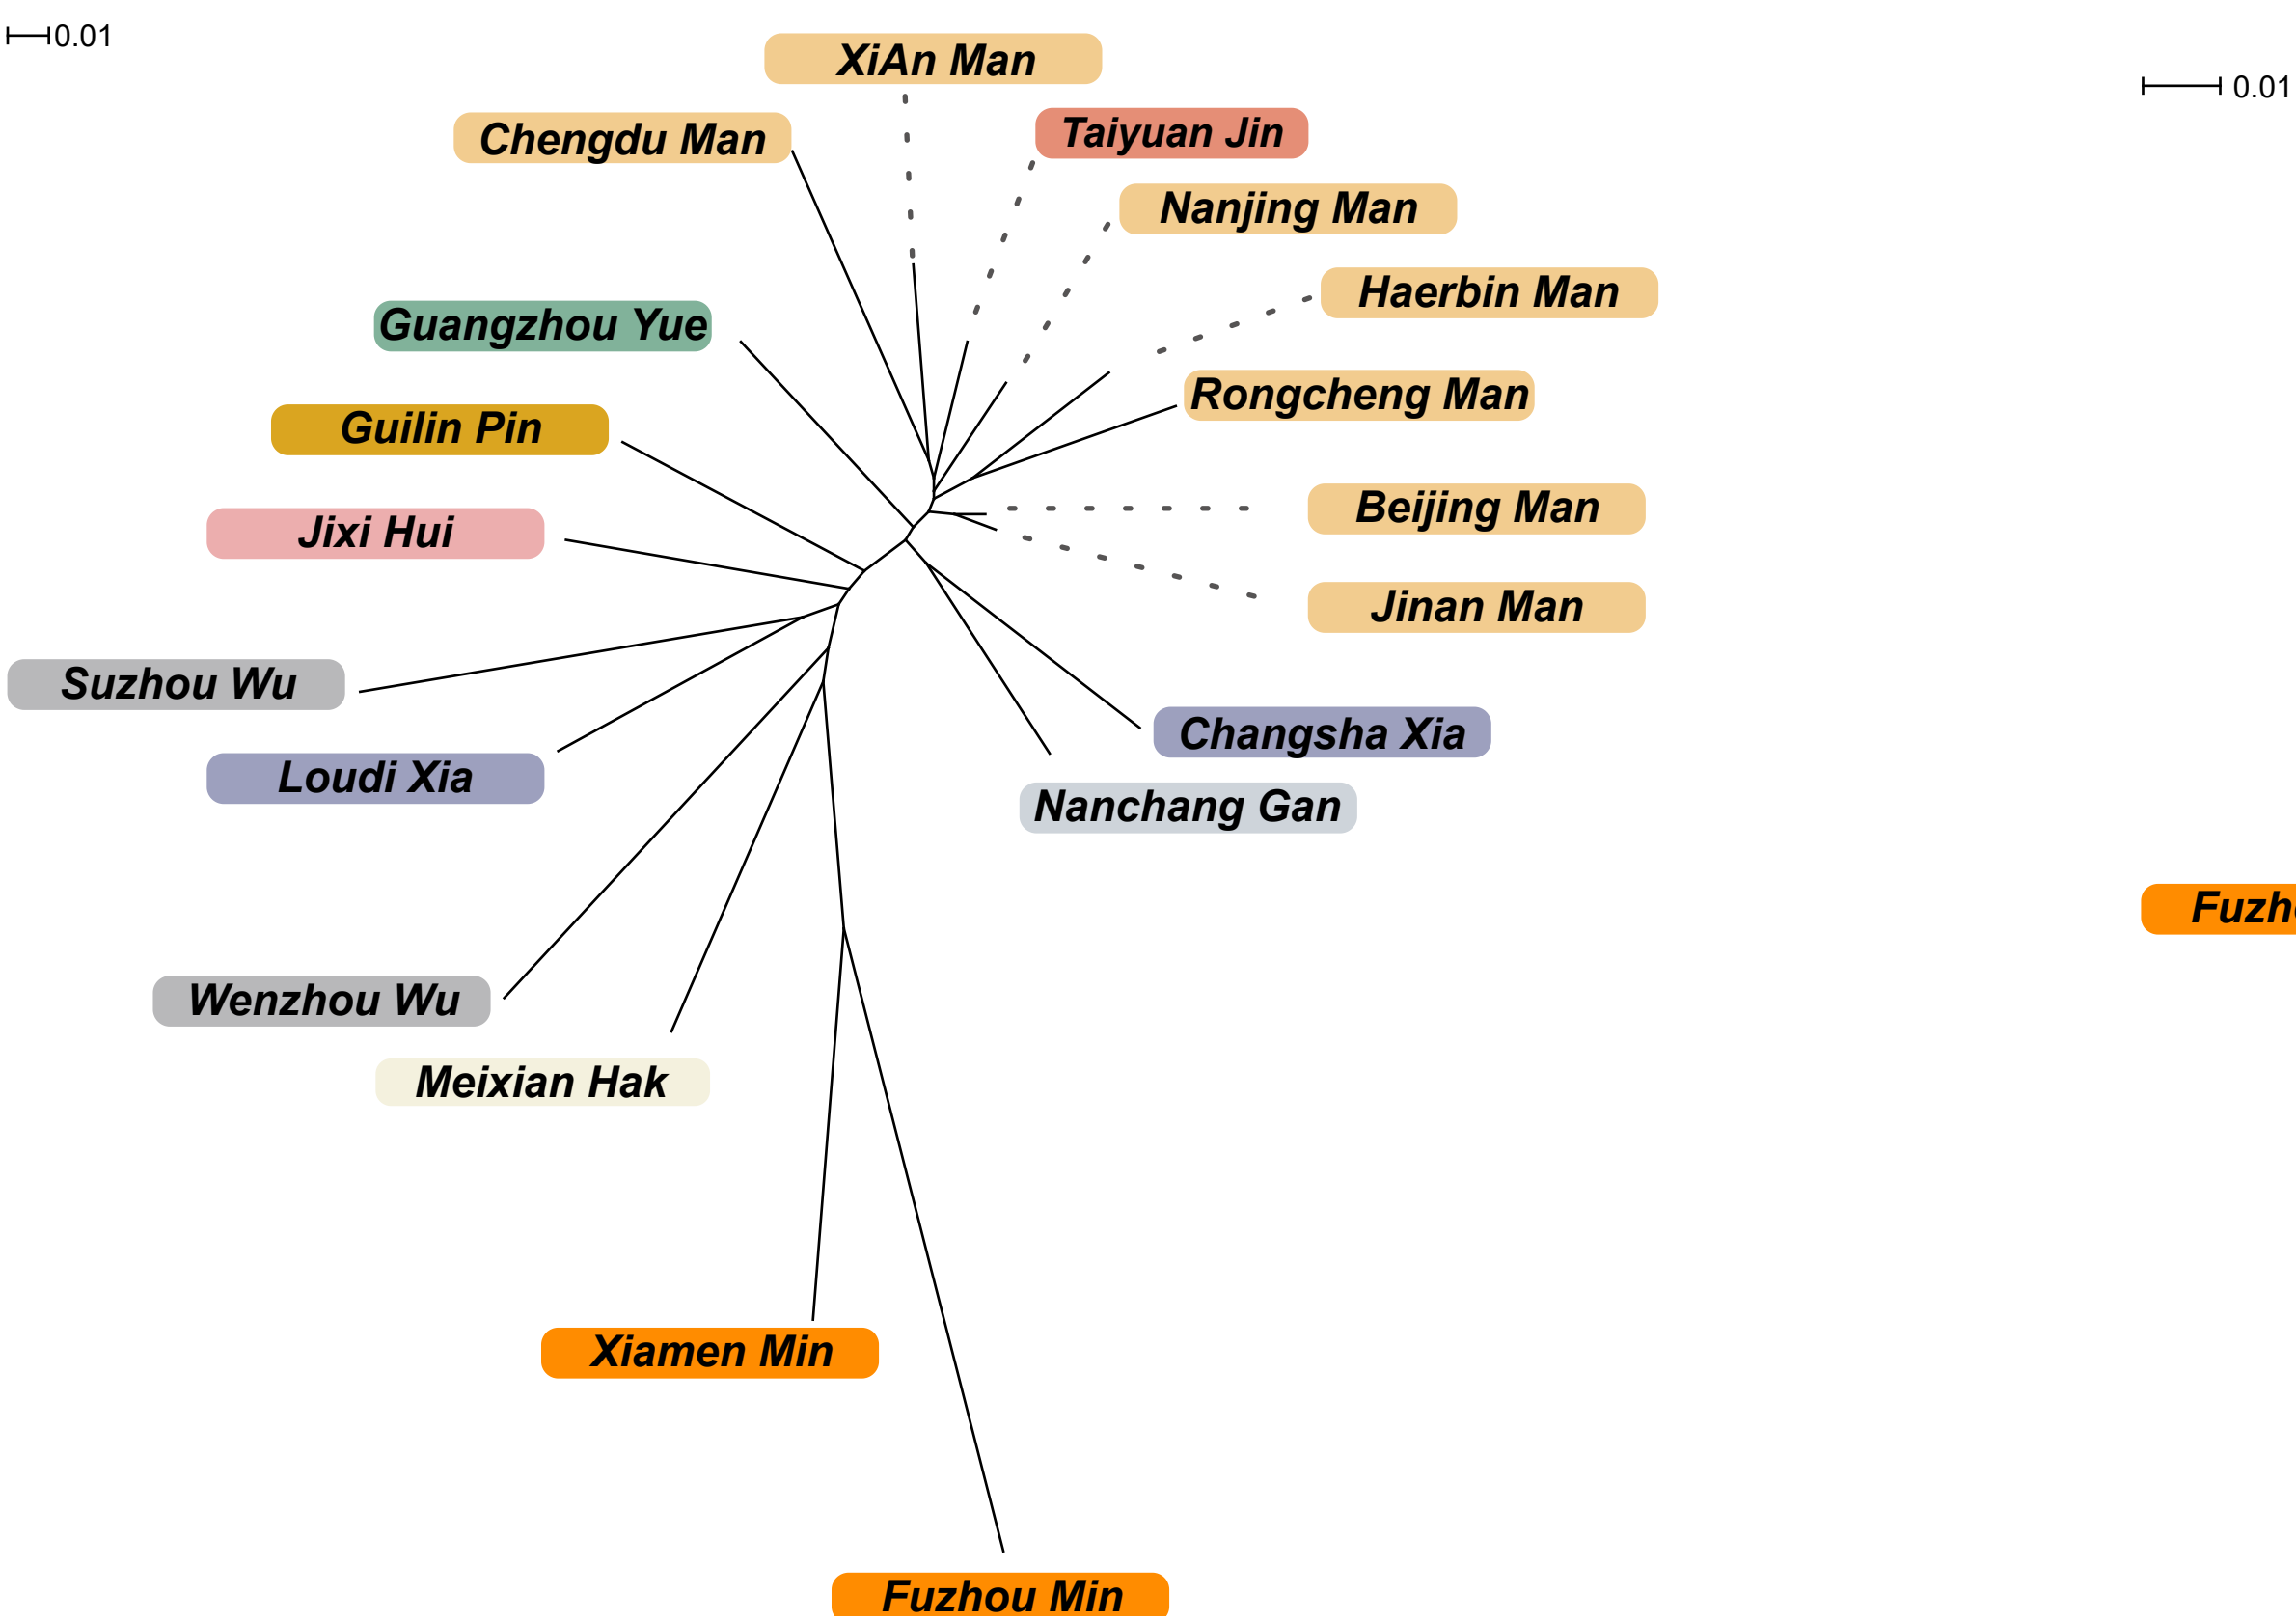 0.01
XiAn Man
0.01
Taiyuan Jin
Chengdu Man
Nanjing Man
Haerbin Man
Guangzhou Yue
Rongcheng Man
Guilin Pin
Beijing Man
Jixi Hui
Jinan Man
Suzhou Wu
Changsha Xia
Loudi Xia
Nanchang Gan
Wenzhou Wu
Meixian Hak
Xiamen Min
Fuzhou Min